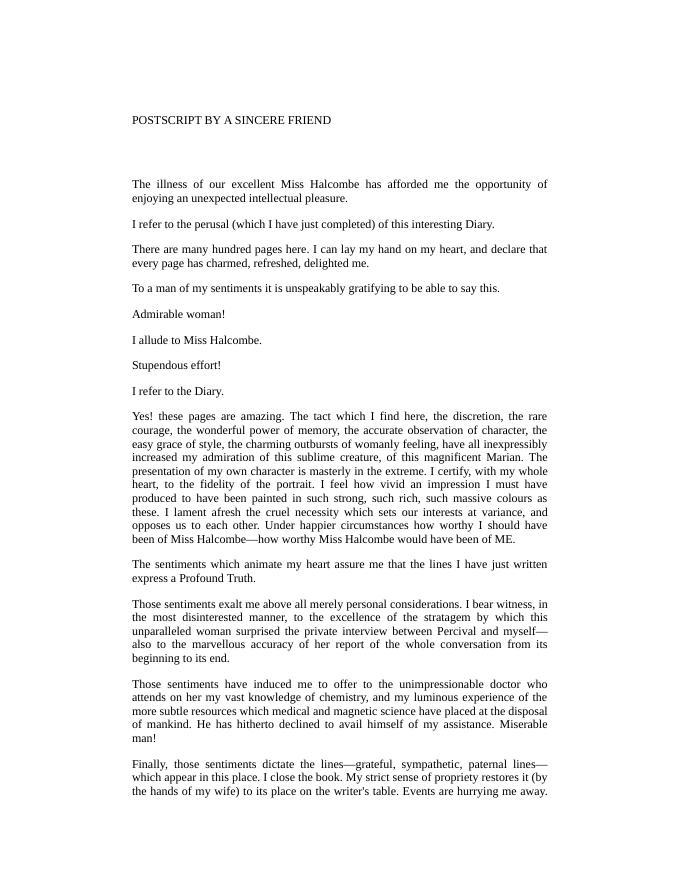 POSTSCRIPT BY A SINCERE FRIEND
The illness of our excellent Miss Halcombe has afforded me the opportunity of
enjoying an unexpected intellectual pleasure.
I refer to the perusal (which I have just completed) of this interesting Diary.
There are many hundred pages here. I can lay my hand on my heart, and declare that
every page has charmed, refreshed, delighted me.
To a man of my sentiments it is unspeakably gratifying to be able to say this.
Admirable woman!
I allude to Miss Halcombe.
Stupendous effort!
I refer to the Diary.
Yes! these pages are amazing. The tact which I find here, the discretion, the rare
courage, the wonderful power of memory, the accurate observation of character, the
easy grace of style, the charming outbursts of womanly feeling, have all inexpressibly
increased my admiration of this sublime creature, of this magnificent Marian. The
presentation of my own character is masterly in the extreme. I certify, with my whole
heart, to the fidelity of the portrait. I feel how vivid an impression I must have
produced to have been painted in such strong, such rich, such massive colours as
these. I lament afresh the cruel necessity which sets our interests at variance, and
opposes us to each other. Under happier circumstances how worthy I should have
been of Miss Halcombe—how worthy Miss Halcombe would have been of ME.
The sentiments which animate my heart assure me that the lines I have just written
express a Profound Truth.
Those sentiments exalt me above all merely personal considerations. I bear witness, in
the most disinterested manner, to the excellence of the stratagem by which this
unparalleled woman surprised the private interview between Percival and myself—
also to the marvellous accuracy of her report of the whole conversation from its
beginning to its end.
Those sentiments have induced me to offer to the unimpressionable doctor who
attends on her my vast knowledge of chemistry, and my luminous experience of the
more subtle resources which medical and magnetic science have placed at the disposal
of mankind. He has hitherto declined to avail himself of my assistance. Miserable
man!
Finally, those sentiments dictate the lines—grateful, sympathetic, paternal lines—
which appear in this place. I close the book. My strict sense of propriety restores it (by
the hands of my wife) to its place on the writer's table. Events are hurrying me away.